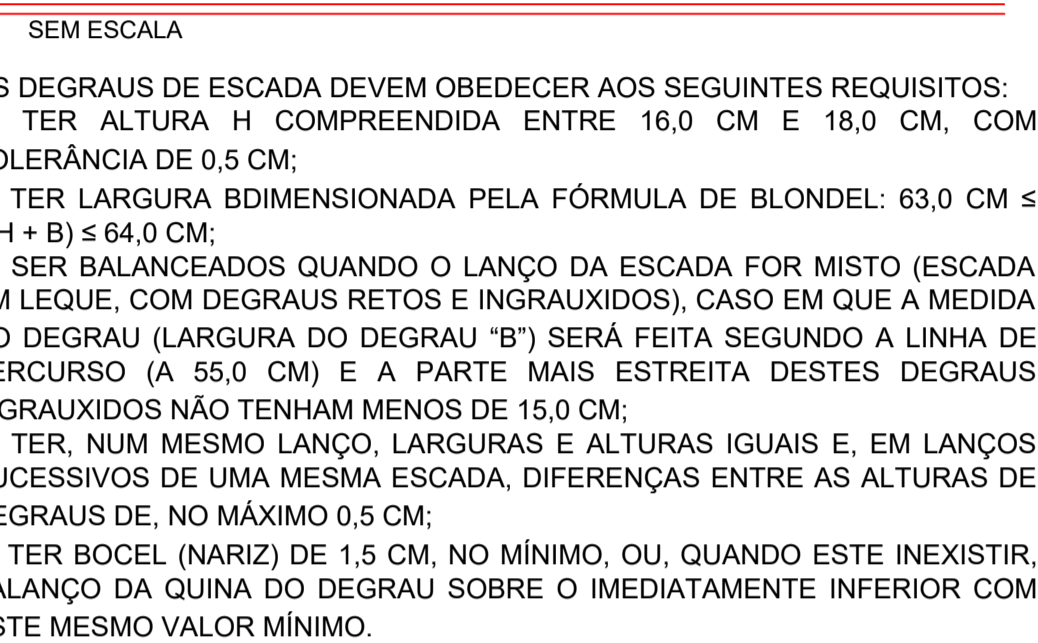 SEM ESCALA
S DEGRAUS DE ESCADA DEVEM OBEDECER AOS SEGUINTES REQUISITOS:
TER ALTURA H COMPREENDIDA ENTRE 16,0 CM E 18,0 CM, COM
OLERÂNCIA DE 0,5 CM;
TER LARGURA BDIMENSIONADA PELA FÓRMULA DE BLONDEL: 63,0 CM ≤
H + B) ≤ 64,0 CM;
SER BALANCEADOS QUANDO O LANÇO DA ESCADA FOR MISTO (ESCADA
M LEQUE, COM DEGRAUS RETOS E INGRAUXIDOS), CASO EM QUE A MEDIDA
O DEGRAU (LARGURA DO DEGRAU “B”) SERÁ FEITA SEGUNDO A LINHA DE
ERCURSO (A 55,0 CM) E A PARTE MAIS ESTREITA DESTES DEGRAUS
GRAUXIDOS NÃO TENHAM MENOS DE 15,0 CM;
TER, NUM MESMO LANÇO, LARGURAS E ALTURAS IGUAIS E, EM LANÇOS
UCESSIVOS DE UMA MESMA ESCADA, DIFERENÇAS ENTRE AS ALTURAS DE
EGRAUS DE, NO MÁXIMO 0,5 CM;
TER BOCEL (NARIZ) DE 1,5 CM, NO MÍNIMO, OU, QUANDO ESTE INEXISTIR,
ALANÇO DA QUINA DO DEGRAU SOBRE O IMEDIATAMENTE INFERIOR COM
STE MESMO VALOR MÍNIMO.